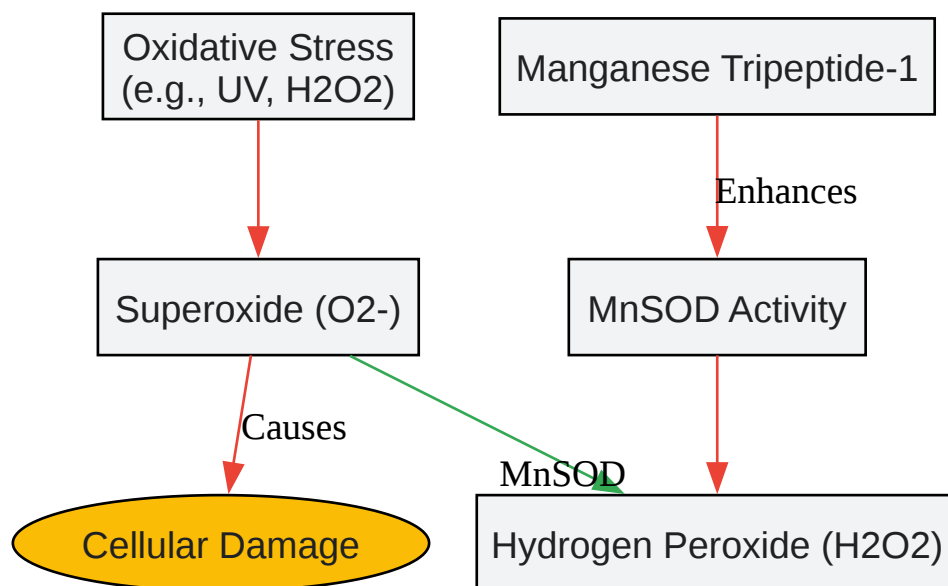 Oxidative Stress
(e.g., UV, H2O2)
Manganese Tripeptide-1
Enhances
Superoxide (O2-)
MnSOD Activity
Causes
MnSOD
Cellular Damage
Hydrogen Peroxide (H2O2)